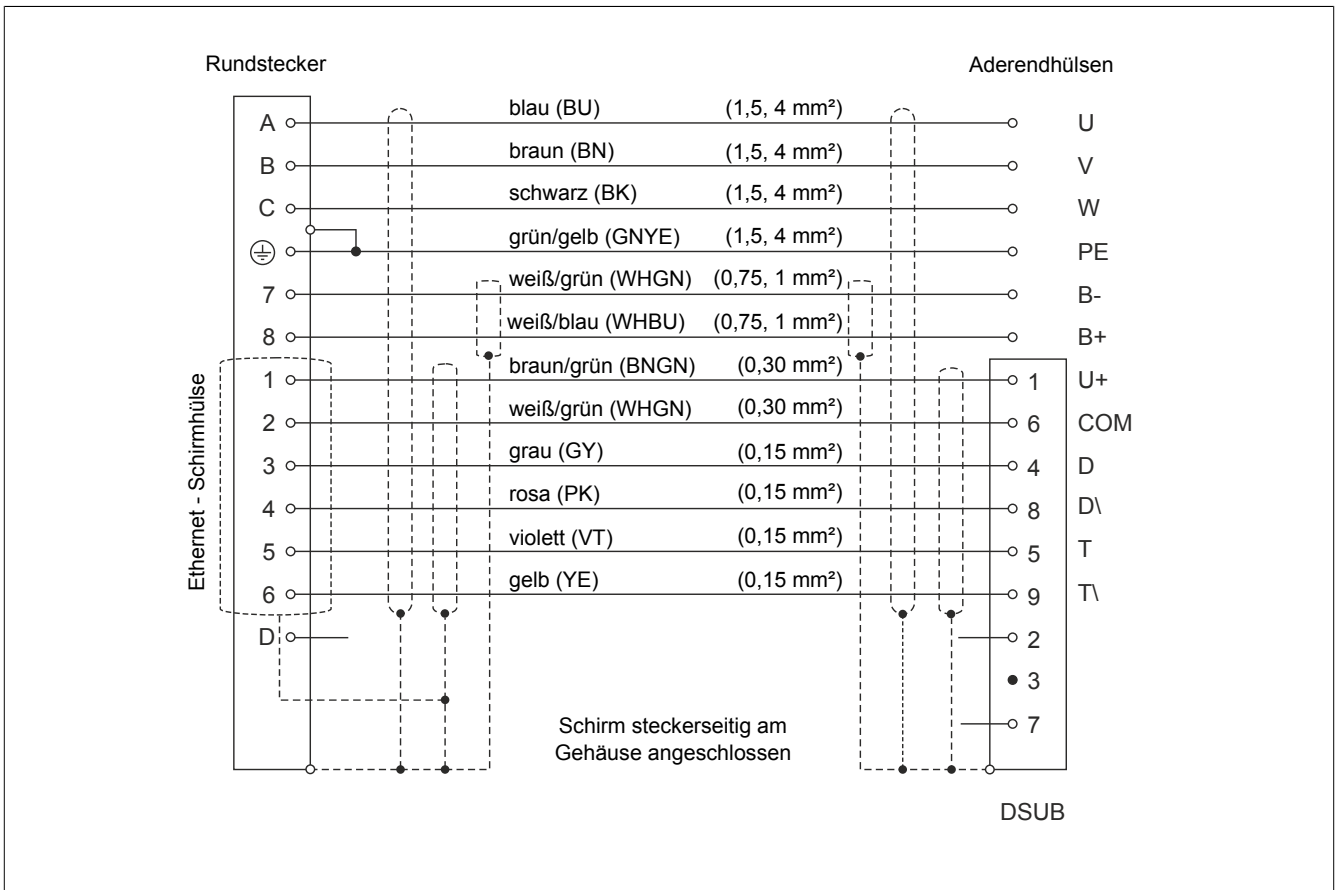 Rundstecker Aderendhülsen
A blau (BU) (1,5, 4 mm²) U
B braun (BN) (1,5, 4 mm²) V
C schwarz (BK) (1,5, 4 mm²) W
grün/gelb (GNYE) (1,5, 4 mm²) PE
7 weiß/grün (WHGN) (0,75, 1 mm²) B-
8 weiß/blau (WHBU) (0,75, 1 mm²) B+
Ethernet - Schirmhülse
1 braun/grün (BNGN) (0,30 mm²) 1 U+
2 weiß/grün (WHGN) (0,30 mm²) 6 COM
3 grau (GY) (0,15 mm²) 4 D
4 rosa (PK) (0,15 mm²) 8 D\
5 violett (VT) (0,15 mm²) 5 T
6 gelb (YE) (0,15 mm²) 9 T\
D 2
3
7
Schirm steckerseitig am
Gehäuse angeschlossen
DSUB